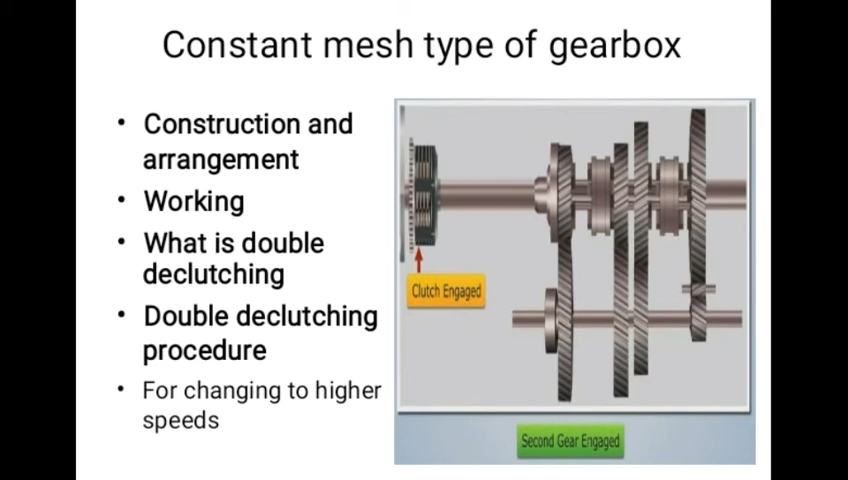 Constant mesh type of gearbox
• Construction and
arrangement
• Working
• What is double
declutching
• Double declutching
procedure
• For changing to higher
speeds
Clutch Engaged
Second Gear Engaged